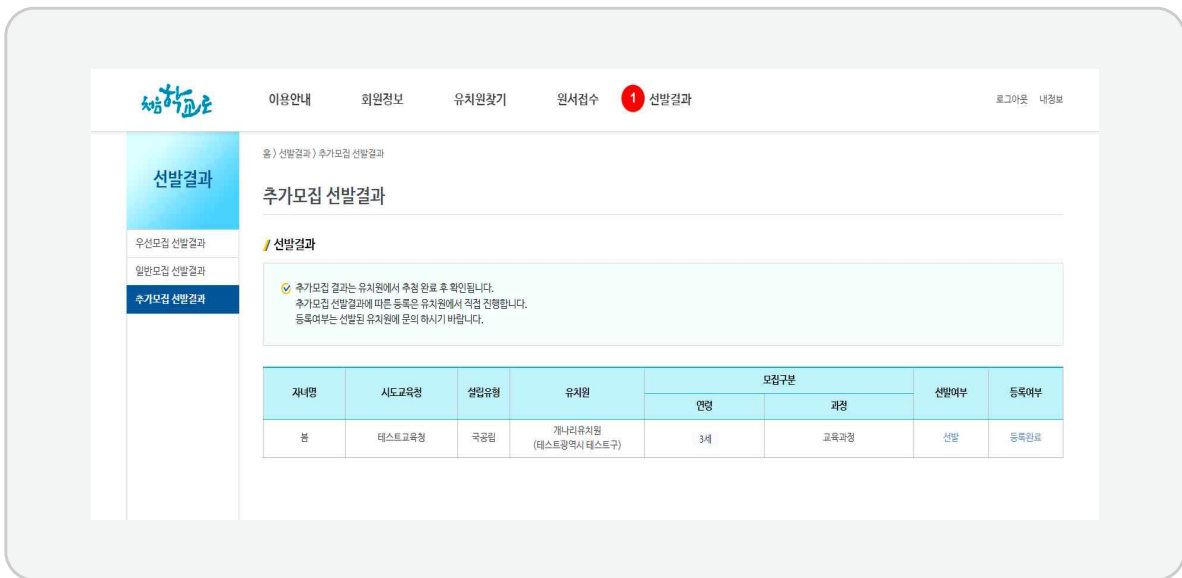 처음학교로
이용안내 회원정보 유치원찾기 원서접수 1 선발결과
로그아웃 내정보
선발결과
우선모집 선발결과
일반모집 선발결과
추가모집 선발결과
홈 > 선발결과 > 추가모집 선발결과
추가모집 선발결과
선발결과
추가모집 결과는 유치원에서 추첨 완료 후 확인됩니다.
추가모집 선발결과에 따른 등록은 유치원에서 직접 진행합니다.
등록여부는 선발된 유치원에 문의 하시기 바랍니다.
자녀명 시도교육청 설립유형 유치원 모집구분 선발여부 등록여부
연령 과정
봄 테스트교육청 국공립 개나리유치원 3세 교육과정 선발 등록완료
(테스트광역시 테스트구)